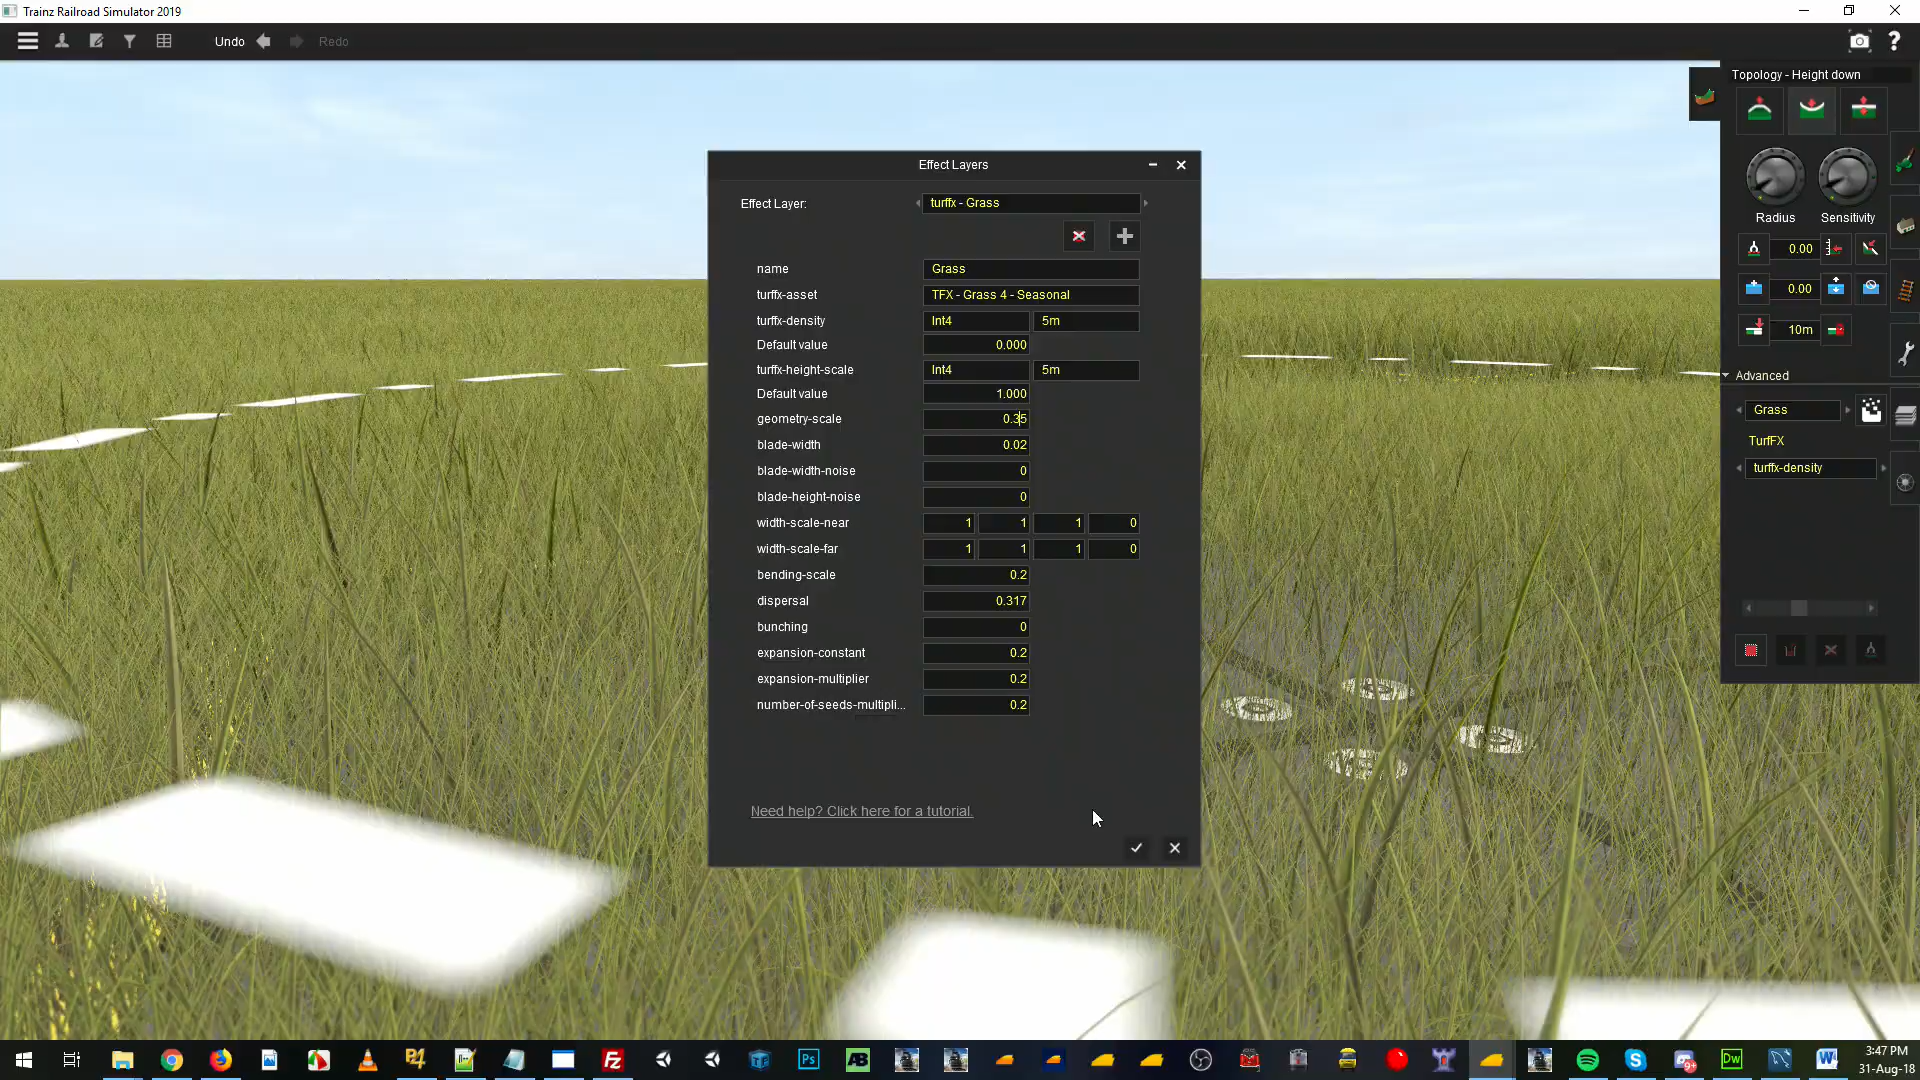 Trainz Railroad Simulator 2019
Undo
Redo
Topology - Height down
Radius
Sensitivity
0.00
0.00
10m
Advanced
Grass
TurfFX
turffx-density
Effect Layers
Effect Layer:
turffx - Grass
name
Grass
turffx-asset
TFX - Grass 4 - Seasonal
turffx-density
Int4
5m
Default value
0.000
turffx-height-scale
Int4
5m
Default value
1.000
geometry-scale
0.35
blade-width
0.02
blade-width-noise
0
blade-height-noise
0
width-scale-near
1
1
1
0
width-scale-far
1
1
1
0
bending-scale
0.2
dispersal
0.317
bunching
0
expansion-constant
0.2
expansion-multiplier
0.2
number-of-seeds-multipli...
0.2
Need help? Click here for a tutorial.
3:47 PM
31-Aug-18